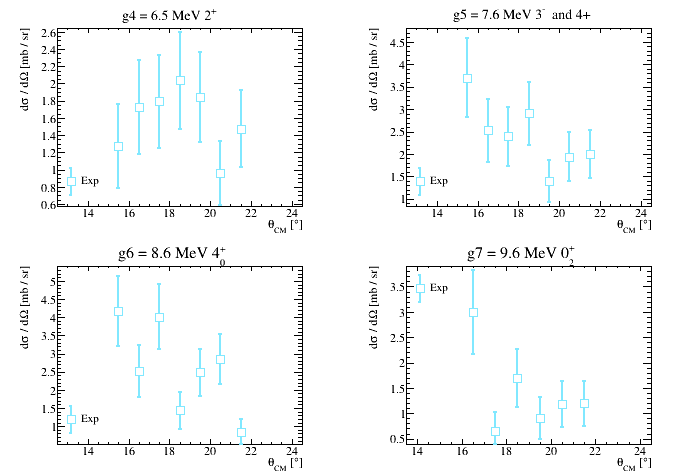 g4 = 6.5 MeV 2⁺
dσ / dΩ [mb / sr]
2.6
2.4
2.2
2
1.8
1.6
1.4
1.2
1
0.8
0.6
Exp
14 16 18 20 22 24
θ_CM [°]
g5 = 7.6 MeV 3⁻ and 4+
dσ / dΩ [mb / sr]
4.5
4
3.5
3
2.5
2
1.5
1
Exp
14 16 18 20 22 24
θ_CM [°]
g6 = 8.6 MeV 4⁺₀
dσ / dΩ [mb / sr]
5
4.5
4
3.5
3
2.5
2
1.5
1
Exp
14 16 18 20 22 24
θ_CM [°]
g7 = 9.6 MeV 0⁺₂
dσ / dΩ [mb / sr]
3.5
3
2.5
2
1.5
1
0.5
Exp
14 16 18 20 22 24
θ_CM [°]